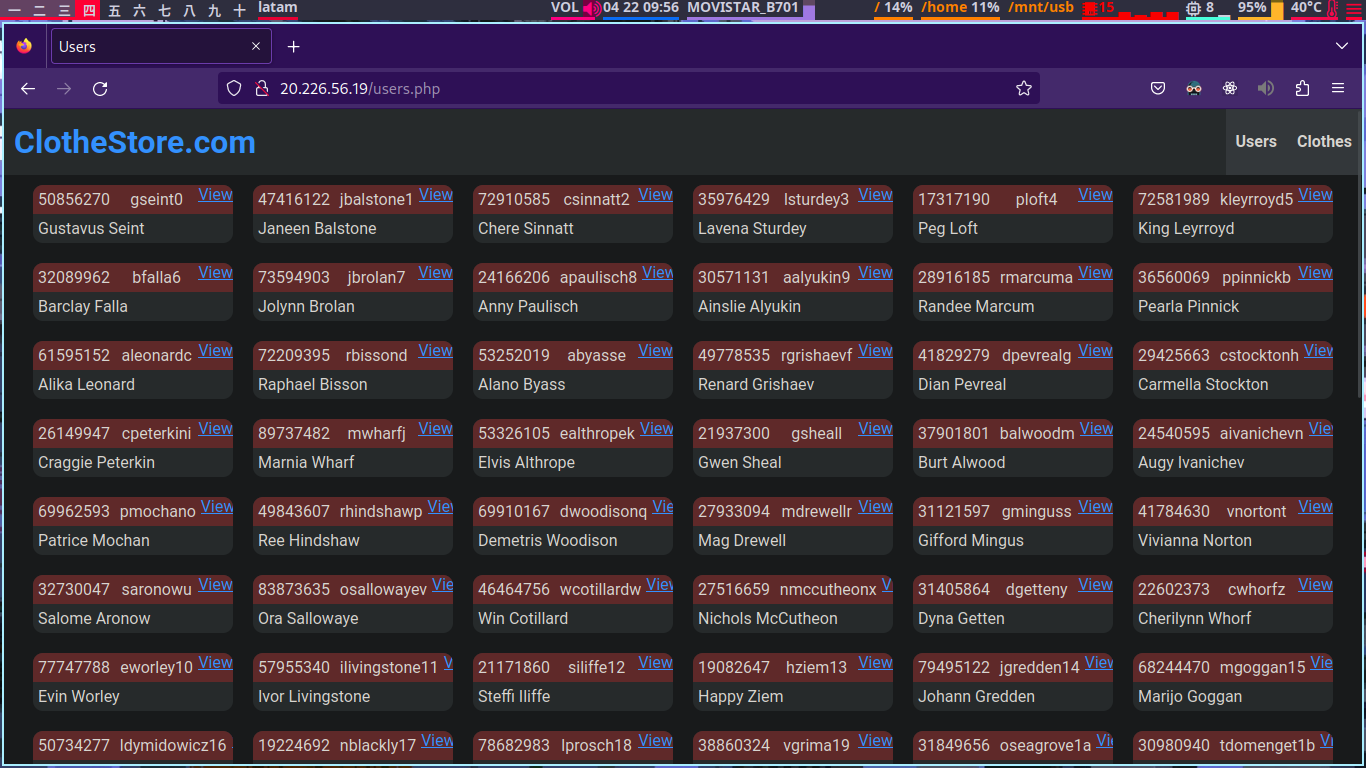 一 二 三 四 五 六 七 八 九 十 latam VOL 04 22 09:56 MOVISTAR_B701 / 14% /home 11% /mnt/usb 15 8 95% 40°C
Users
20.226.56.19/users.php
ClotheStore.com Users Clothes
50856270 gseint0 View 47416122 jbalstone1 View 72910585 csinnatt2 View 35976429 lsturdey3 View 17317190 ploft4 View 72581989 kleyrroyd5 View
Gustavus Seint Janeen Balstone Chere Sinnatt Lavena Sturdey Peg Loft King Leyrroyd
32089962 bfalla6 View 73594903 jbrolan7 View 24166206 apaulisch8 View 30571131 aalyukin9 View 28916185 rmarcuma View 36560069 ppinnickb View
Barclay Falla Jolynn Brolan Anny Paulisch Ainslie Alyukin Randee Marcum Pearla Pinnick
61595152 aleonardc View 72209395 rbissond View 53252019 abyasse View 49778535 rgrishaevf View 41829279 dpevrealg View 29425663 cstocktonh View
Alika Leonard Raphael Bisson Alano Byass Renard Grishaev Dian Pevreal Carmella Stockton
26149947 cpeterkini View 89737482 mwharfj View 53326105 ealthropek View 21937300 gsheall View 37901801 balwoodm View 24540595 aivanichevn Vie
Craggie Peterkin Marnia Wharf Elvis Althrope Gwen Sheal Burt Alwood Augy Ivanichev
69962593 pmochano View 49843607 rhindshawp View 69910167 dwoodisonq Vie 27933094 mdrewellr View 31121597 gminguss View 41784630 vnortont View
Patrice Mochan Ree Hindshaw Demetris Woodison Mag Drewell Gifford Mingus Vivianna Norton
32730047 saronowu View 83873635 osallowayev Vie 46464756 wcotillardw View 27516659 nmccutheonx V 31405864 dgetteny View 22602373 cwhorfz View
Salome Aronow Ora Sallowaye Win Cotillard Nichols McCutheon Dyna Getten Cherilynn Whorf
77747788 eworley10 View 57955340 ilivingstone11 V 21171860 siliffe12 View 19082647 hziem13 View 79495122 jgredden14 View 68244470 mgoggan15 Vie
Evin Worley Ivor Livingstone Steffi Iliffe Happy Ziem Johann Gredden Marijo Goggan
50734277 ldymidowicz16 19224692 nblackly17 View 78682983 lprosch18 View 38860324 vgrima19 View 31849656 oseagrove1a Vi 30980940 tdomenget1b Vi